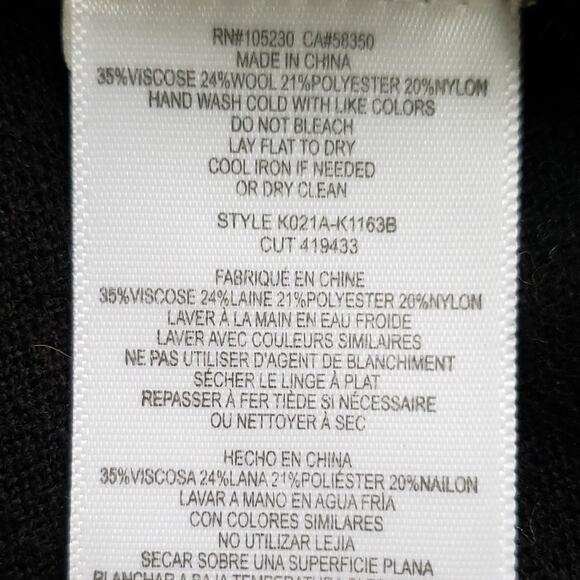 RN#105230 CA#58350
MADE IN CHINA
35%VISCOSE 24%WOOL 21%POLYESTER 20%NYLON
HAND WASH COLD WITH LIKE COLORS
DO NOT BLEACH
LAY FLAT TO DRY
COOL IRON IF NEEDED
OR DRY CLEAN
STYLE K021A-K1163B
CUT 419433
FABRIQUÉ EN CHINE
35%VISCOSE 24%LAINE 21%POLYESTER 20%NYLON
LAVER À LA MAIN EN EAU FROIDE
LAVER AVEC COULEURS SIMILAIRES
NE PAS UTILISER D'AGENT DE BLANCHIMENT
SÉCHER LE LINGE À PLAT
REPASSER À FER TIÈDE SI NÉCESSAIRE
OU NETTOYER À SEC
HECHO EN CHINA
35%VISCOSA 24%LANA 21%POLIÉSTER 20%NAILON
LAVAR A MANO EN AGUA FRÍA
CON COLORES SIMILARES
NO UTILIZAR LEJIA
SECAR SOBRE UNA SUPERFICIE PLANA
PLANCHAR A BAJA TEMPERATURA